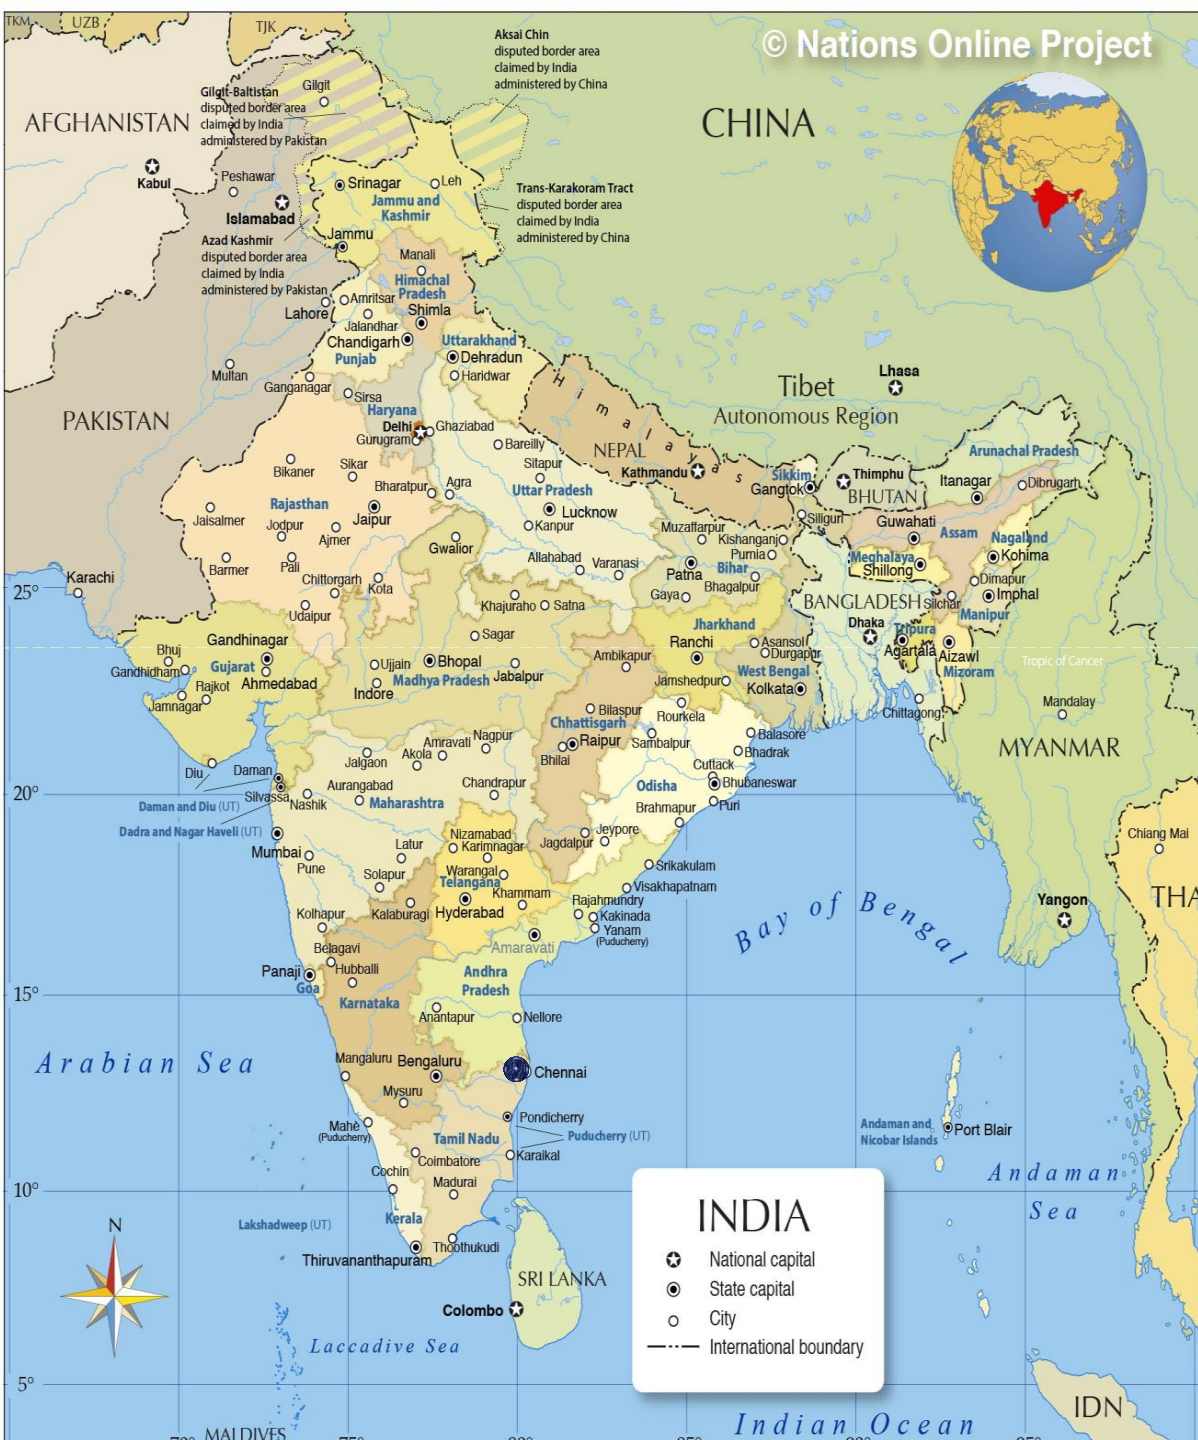 TKM
UZB
TJK
© Nations Online Project
Aksai Chin
disputed border area
claimed by India
administered by China
Gilgit
Gilgit-Baltistan
disputed border area
claimed by India
administered by Pakistan
AFGHANISTAN
CHINA
Kabul
Peshawar
Islamabad
Srinagar
Leh
Jammu and
Kashmir
Trans-Karakoram Tract
disputed border area
claimed by India
administered by China
Jammu
Azad Kashmir
disputed border area
claimed by India
administered by Pakistan
Manali
Himachal
Pradesh
Shimla
Amritsar
Lahore
Jalandhar
Chandigarh
Punjab
Uttarakhand
Dehradun
Haridwar
Multan
Ganganagar
Sirsa
Haryana
Delhi
Ghaziabad
Gurugram
PAKISTAN
Himalayas
NEPAL
Kathmandu
Tibet
Autonomous Region
Lhasa
Bareilly
Bikaner
Sikar
Sitapur
Bharatpur
Agra
Uttar Pradesh
Lucknow
Kanpur
Rajasthan
Jaipur
Jaisalmer
Jodpur
Ajmer
Sikkim
Gangtok
Thimphu
BHUTAN
Arunachal Pradesh
Itanagar
Dibrugarh
Siliguri
Guwahati
Assam
Nagaland
Kohima
Muzaffarpur
Kishanganj
Purnia
Gwalior
Allahabad
Varanasi
Bihar
Patna
Bhagalpur
Gaya
Meghalaya
Shillong
Dimapur
Imphal
Silchar
Manipur
Barmer
Pali
Chittorgarh
Kota
Udaipur
Karachi
25º
Khajuraho
Satna
BANGLADESH
Dhaka
Tripura
Agartala
Aizawl
Mizoram
Jharkhand
Ranchi
Asansol
Durgapur
Jamshedpur
West Bengal
Kolkata
Tropic of Cancer
Chittagong
Mandalay
MYANMAR
Gandhinagar
Bhuj
Gandhidham
Gujarat
Ahmedabad
Rajkot
Jamnagar
Sagar
Ujjain
Bhopal
Indore
Madhya Pradesh
Jabalpur
Ambikapur
Bilaspur
Chhattisgarh
Raipur
Bhilai
Rourkela
Sambalpur
Balasore
Bhadrak
Cuttack
Bhubaneswar
Odisha
Puri
Brahmapur
Diu
Daman
Silvassa
Daman and Diu (UT)
Dadra and Nagar Haveli (UT)
20º
Nagpur
Amravati
Akola
Jalgaon
Aurangabad
Nashik
Maharashtra
Chandrapur
Mumbai
Pune
Latur
Solapur
Nizamabad
Karimnagar
Warangal
Telangana
Khammam
Hyderabad
Jagdalpur
Jeypore
Srikakulam
Visakhapatnam
Rajahmundry
Kakinada
Yanam
(Puducherry)
Amaravati
Chiang Mai
Yangon
THA
Bay of Bengal
Kolhapur
Kalaburagi
Belagavi
Panaji
Goa
Hubballi
Karnataka
Andhra
Pradesh
15º
Anantapur
Nellore
Arabian Sea
Mangaluru
Bengaluru
Chennai
Mysuru
Pondicherry
Mahè
(Puducherry)
Tamil Nadu
Puducherry (UT)
Coimbatore
Karaikal
Cochin
Madurai
Andaman and
Nicobar Islands
Port Blair
Andaman
Sea
10º
Lakshadweep (UT)
Kerala
Thoothukudi
Thiruvananthapuram
N
SRI LANKA
Colombo
INDIA
National capital
State capital
City
International boundary
Laccadive Sea
5º
MALDIVES
Indian Ocean
IDN